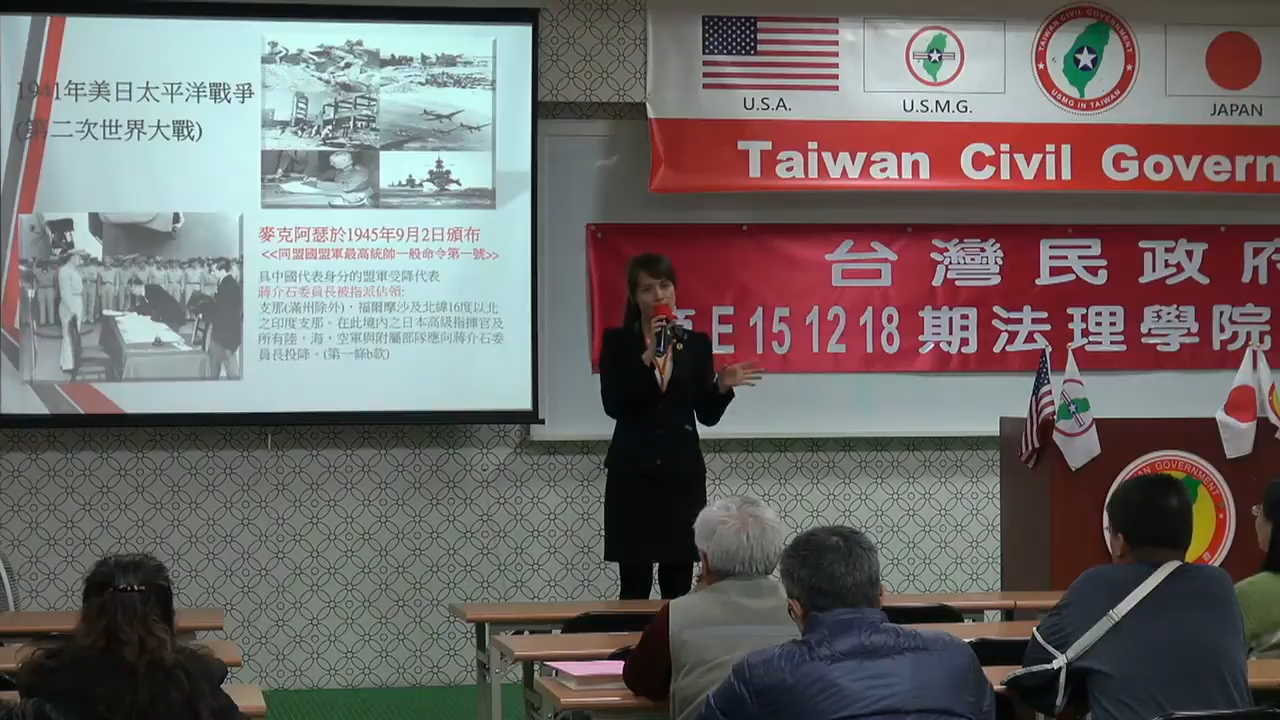 1941年美日太平洋戰爭
(第二次世界大戰)
麥克阿瑟於1945年9月2日頒布
<<同盟國盟軍最高統帥一般命令第一號>>
具中國代表身分的盟軍受降代表
蔣介石委員長被指派佔領:
支那(滿州除外)，福爾摩沙及北緯16度以北
之印度支那。在此境內之日本高級指揮官及
所有陸，海，空軍與附屬部隊應向蔣介石委
員長投降。(第一條b款)
U.S.A.
U.S.M.G.
TAIWAN CIVIL GOVERNMENT
USMG IN TAIWAN
JAPAN
Taiwan Civil Govern
台灣民政府
E 15 12 18 期法理學院
GOVERNMENT